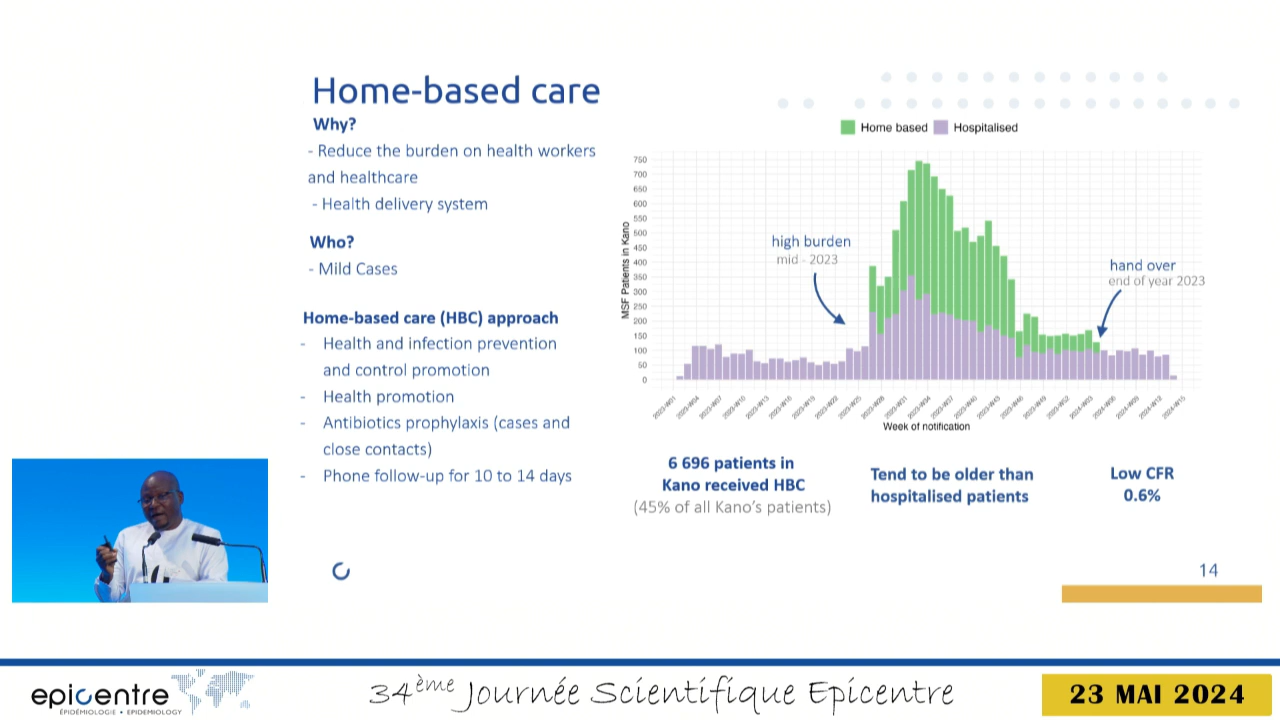 Home-based care
Why?
- Reduce the burden on health workers
and healthcare
- Health delivery system
Who?
- Mild Cases
Home-based care (HBC) approach
- Health and infection prevention
and control promotion
- Health promotion
- Antibiotics prophylaxis (cases and
close contacts)
- Phone follow-up for 10 to 14 days
Home based Hospitalised
MSF Patients in Kano
750
700
650
600
550
500
450
400
350
300
250
200
150
100
50
0
high burden
mid - 2023
hand over
end of year 2023
Week of notification
6 696 patients in
Kano received HBC
(45% of all Kano's patients)
Tend to be older than
hospitalised patients
Low CFR
0.6%
14
epicentre
ÉPIDÉMIOLOGIE • EPIDEMIOLOGY
34ème Journée Scientifique Epicentre
23 MAI 2024